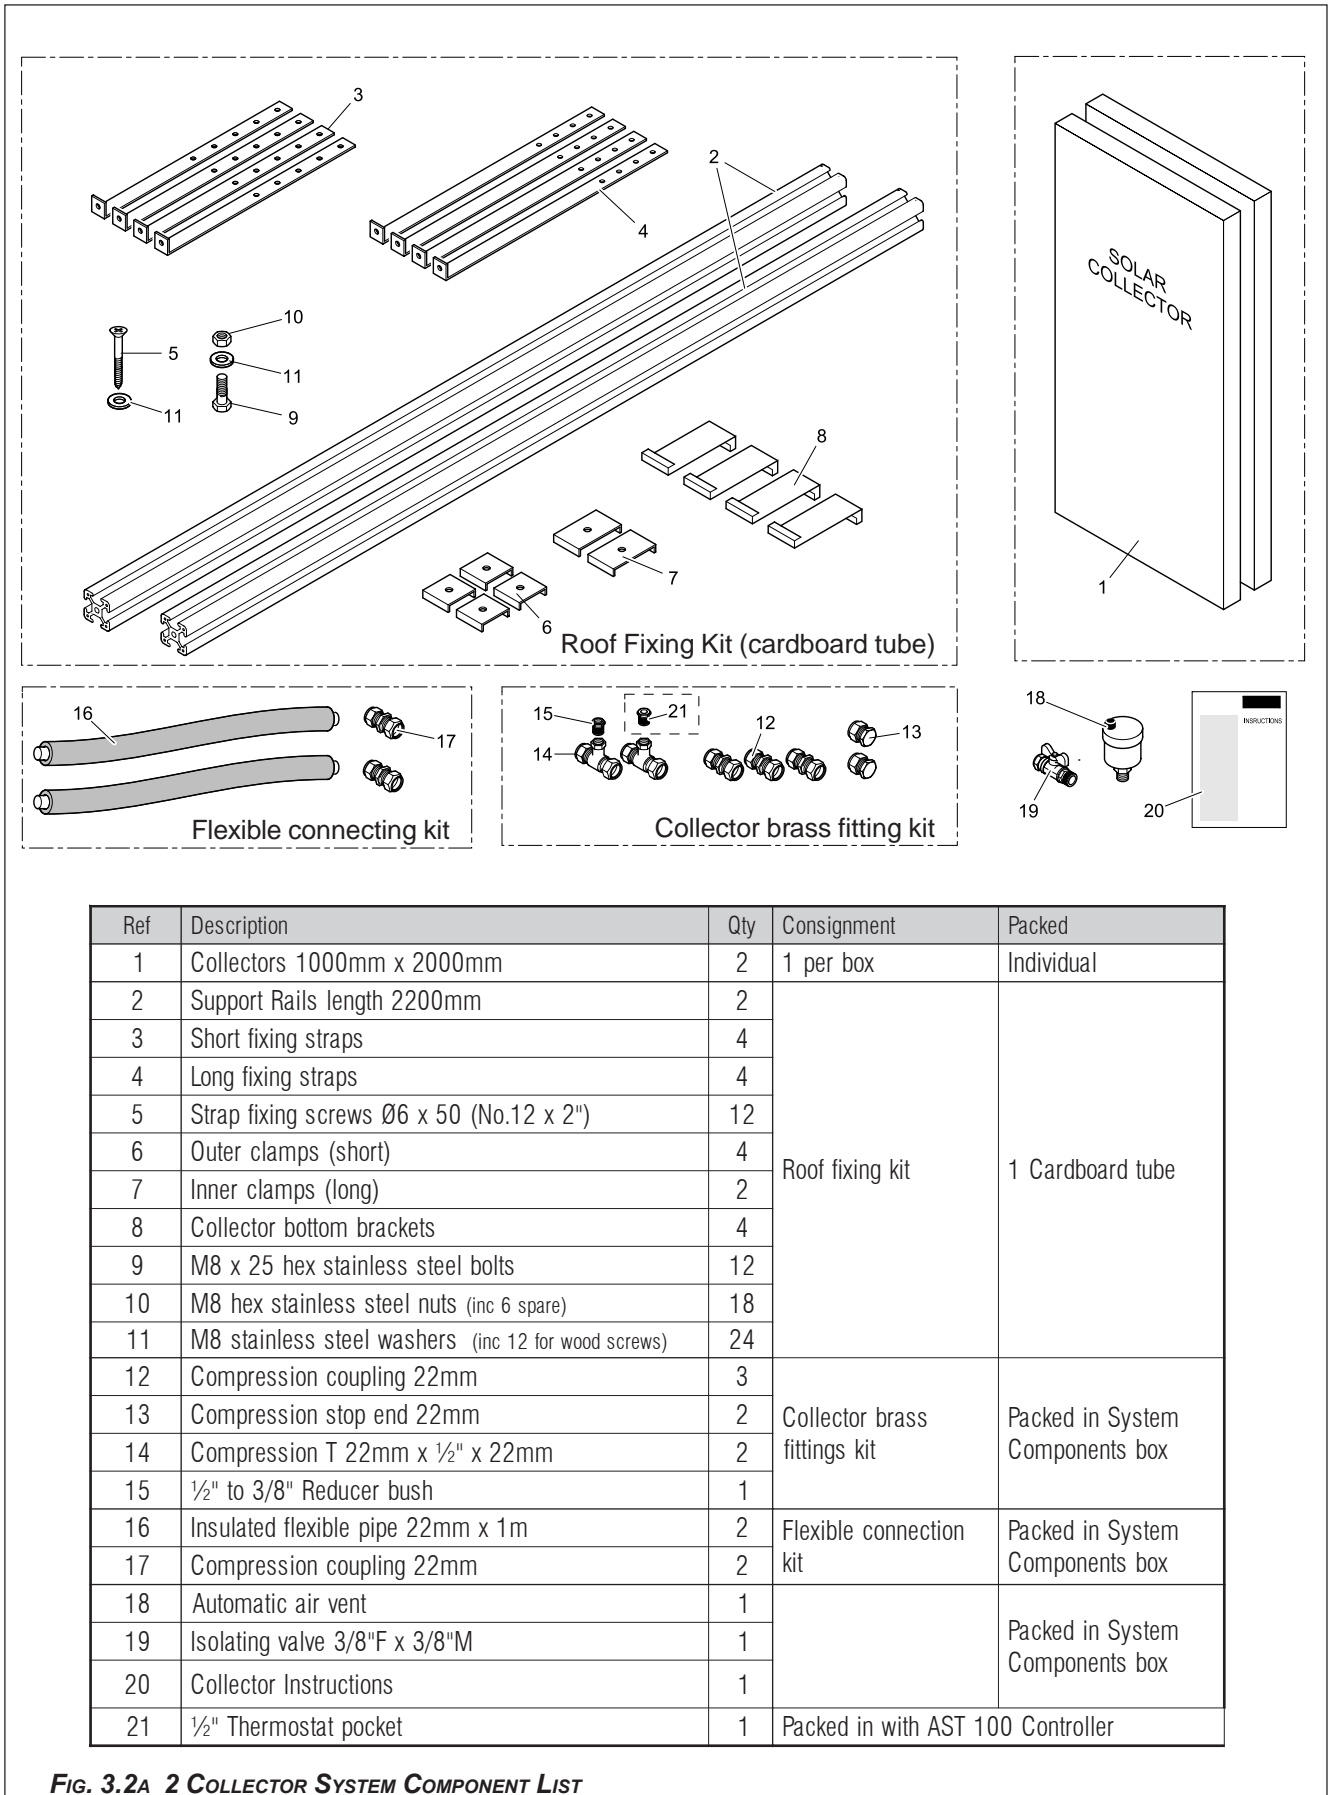 3
2
4
10
5
11
11
9
8
7
6
Roof Fixing Kit (cardboard tube)
SOLAR
COLLECTOR
1
16
17
Flexible connecting kit
15
21
14
12
13
Collector brass fitting kit
18
INSRUCTIONS
19
20
Ref Description Qty Consignment Packed
1 Collectors 1000mm x 2000mm 2 1 per box Individual
2 Support Rails length 2200mm 2
3 Short fixing straps 4
4 Long fixing straps 4
5 Strap fixing screws Ø6 x 50 (No.12 x 2") 12
6 Outer clamps (short) 4
Roof fixing kit 1 Cardboard tube
7 Inner clamps (long) 2
8 Collector bottom brackets 4
9 M8 x 25 hex stainless steel bolts 12
10 M8 hex stainless steel nuts (inc 6 spare) 18
11 M8 stainless steel washers (inc 12 for wood screws) 24
12 Compression coupling 22mm 3
13 Compression stop end 22mm 2
Collector brass
fittings kit
Packed in System
Components box
14 Compression T 22mm x ½" x 22mm 2
15 ½" to 3/8" Reducer bush 1
16 Insulated flexible pipe 22mm x 1m 2
Flexible connection
kit
Packed in System
Components box
17 Compression coupling 22mm 2
18 Automatic air vent 1
19 Isolating valve 3/8"F x 3/8"M 1
Packed in System
Components box
20 Collector Instructions 1
21 ½" Thermostat pocket 1 Packed in with AST 100 Controller
FIG. 3.2A 2 COLLECTOR SYSTEM COMPONENT LIST